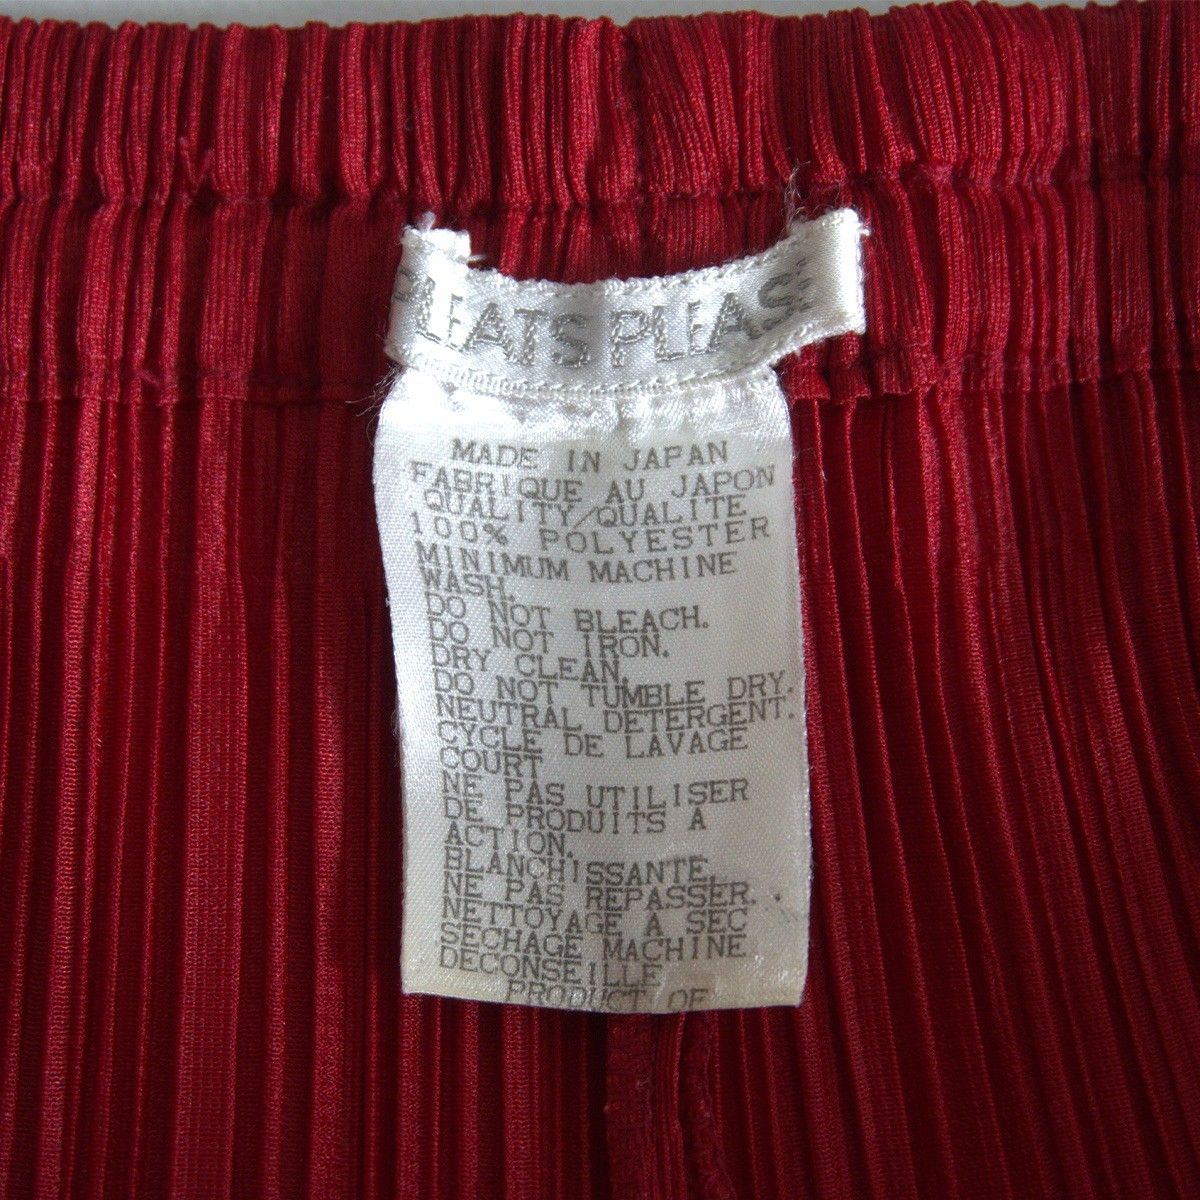 PLEATS PLEAS
MADE IN JAPAN
FABRIQUE AU JAPON
QUALITY/QUALITE
100% POLYESTER
MINIMUM MACHINE
WASH.
DO NOT BLEACH.
DO NOT IRON.
DRY CLEAN.
DO NOT TUMBLE DRY.
NEUTRAL DETERGENT.
CYCLE DE LAVAGE
COURT
NE PAS UTILISER
DE PRODUITS A
ACTION.
BLANCHISSANTE.
NE PAS REPASSER.
NETTOYAGE A SEC
SECHAGE MACHINE
DECONSEILLE
PRODUCT DE